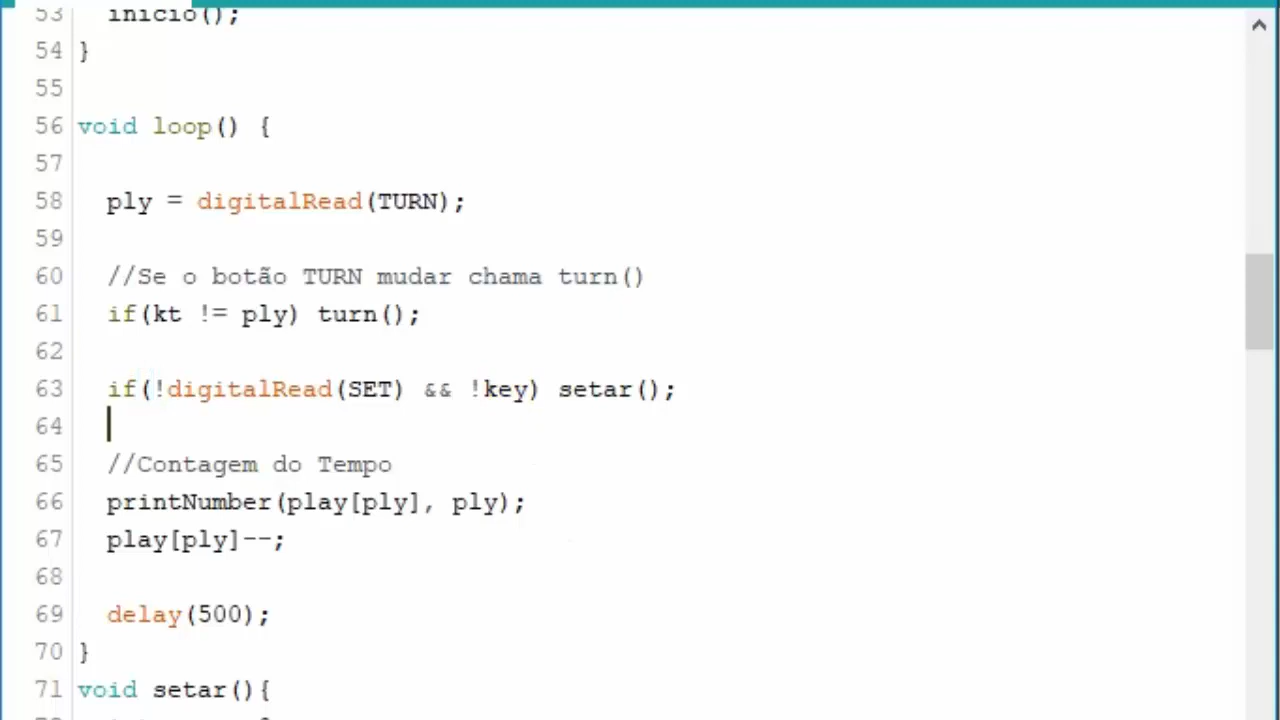 53 inicio();
54 }
55
56 void loop() {
57
58 ply = digitalRead(TURN);
59
60 //Se o botão TURN mudar chama turn()
61 if(kt != ply) turn();
62
63 if(!digitalRead(SET) && !key) setar();
64
65 //Contagem do Tempo
66 printNumber(play[ply], ply);
67 play[ply]--;
68
69 delay(500);
70 }
71 void setar(){